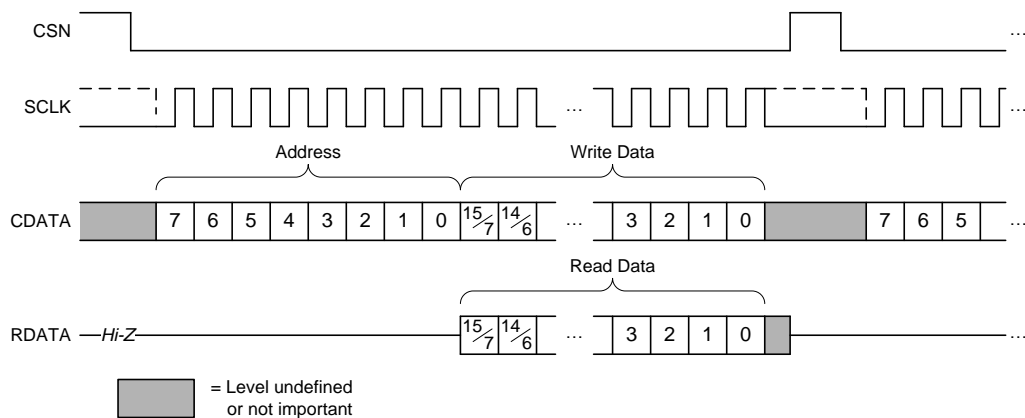 CSN
...
SCLK
...
...
Address
Write Data
CDATA
7 6 5 4 3 2 1 0 15/7 14/6 ... 3 2 1 0 7 6 5 ...
Read Data
RDATA
Hi-Z
15/7 14/6 ... 3 2 1 0 ...
= Level undefined
or not important